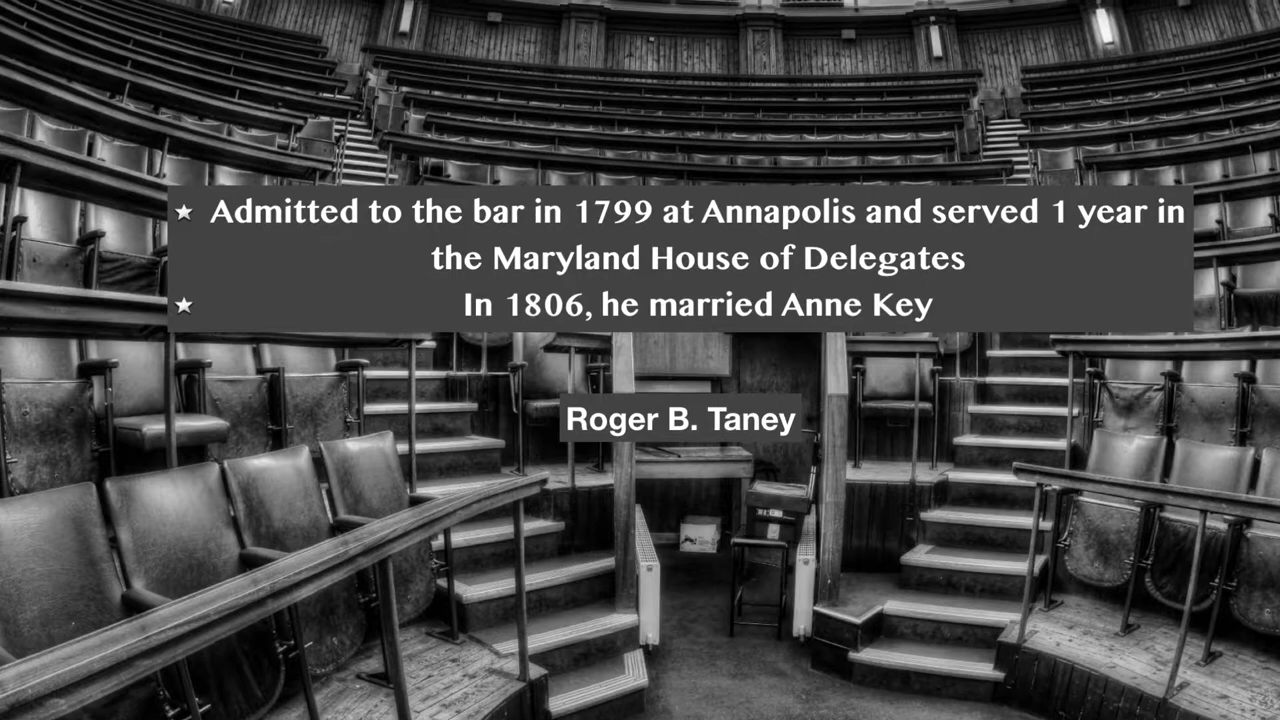 ★ Admitted to the bar in 1799 at Annapolis and served 1 year in
the Maryland House of Delegates
★ In 1806, he married Anne Key
Roger B. Taney